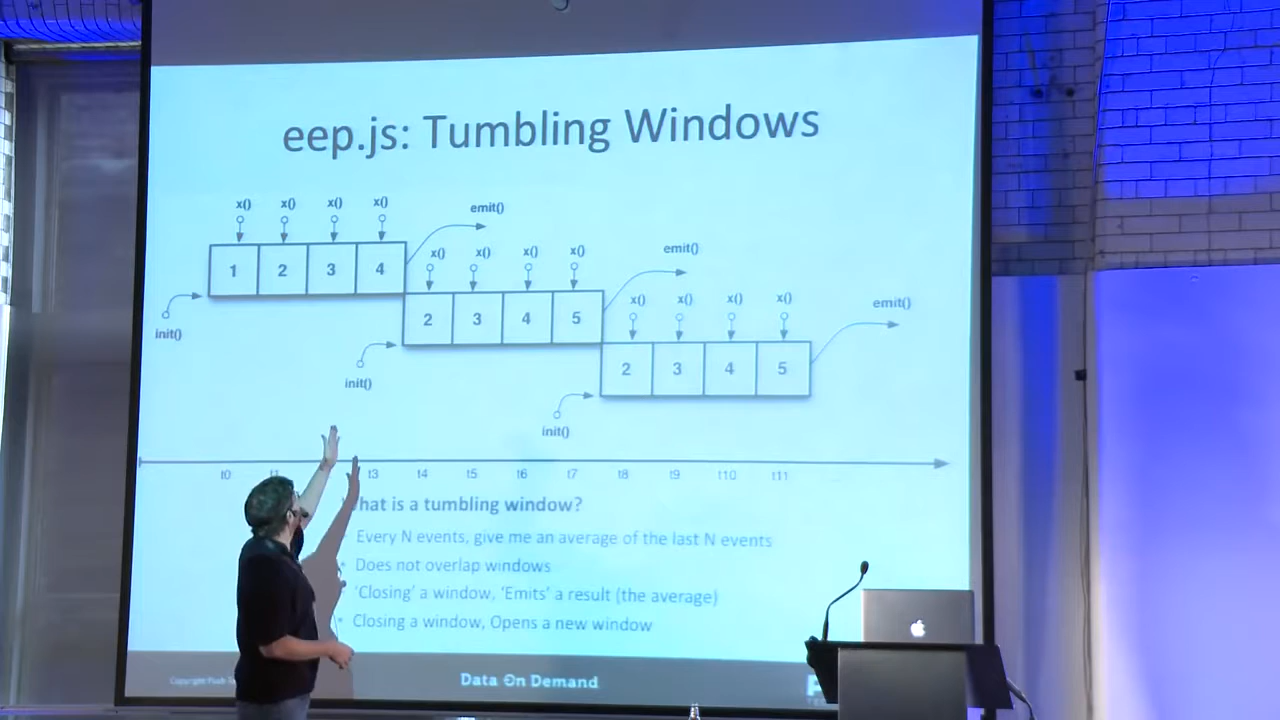 eep.js: Tumbling Windows
x() x() x() x() emit()
1 2 3 4
x() x() x() x() emit()
init()
2 3 4 5
x() x() x() x() emit()
init()
2 3 4 5
init()
t0 t3 t4 t5 t6 t7 t8 t9 t10 t11
hat is a tumbling window?
Every N events, give me an average of the last N events
• Does not overlap windows
'Closing' a window, 'Emits' a result (the average)
• Closing a window, Opens a new window
Copyright
Data On Demand